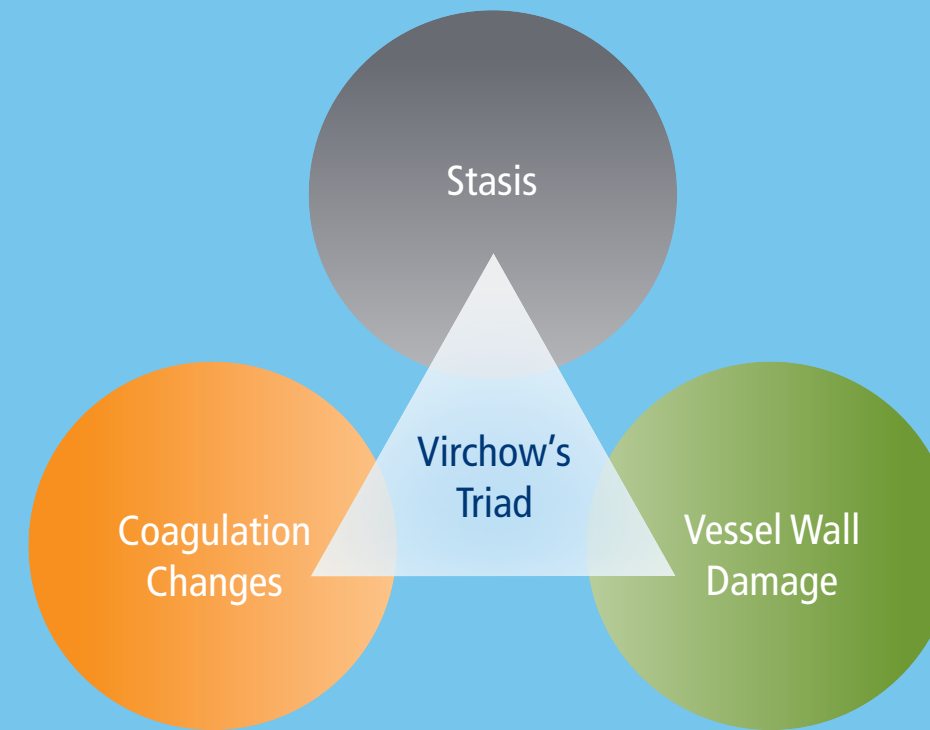 Stasis
Virchow's
Triad
Coagulation
Changes
Vessel Wall
Damage